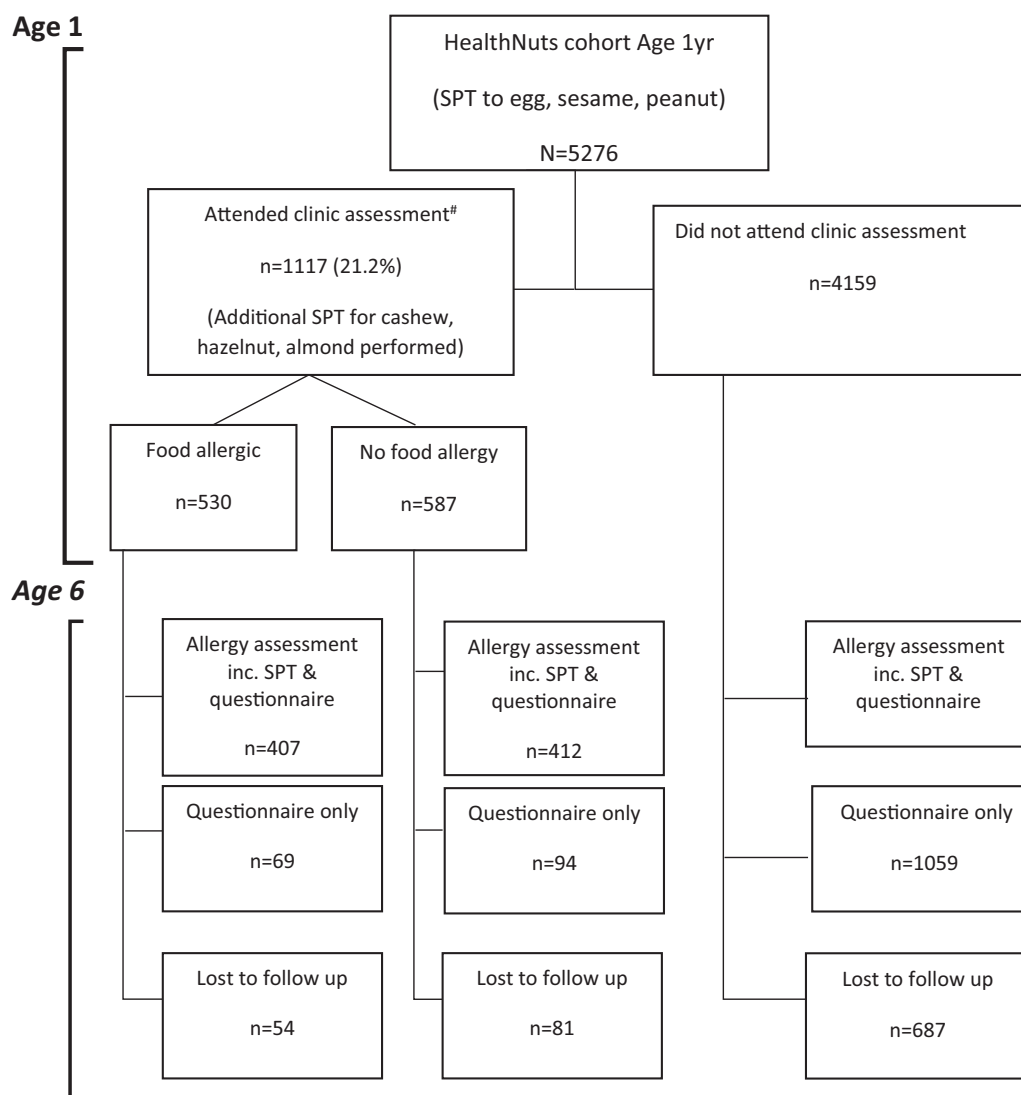 Age 1
HealthNuts cohort Age 1yr
(SPT to egg, sesame, peanut)
N=5276
Attended clinic assessment#
n=1117 (21.2%)
(Additional SPT for cashew,
hazelnut, almond performed)
Did not attend clinic assessment
n=4159
Food allergic
n=530
No food allergy
n=587
Age 6
Allergy assessment
inc. SPT &
questionnaire
n=407
Allergy assessment
inc. SPT &
questionnaire
n=412
Allergy assessment
inc. SPT &
questionnaire
Questionnaire only
n=69
Questionnaire only
n=94
Questionnaire only
n=1059
Lost to follow up
n=54
Lost to follow up
n=81
Lost to follow up
n=687